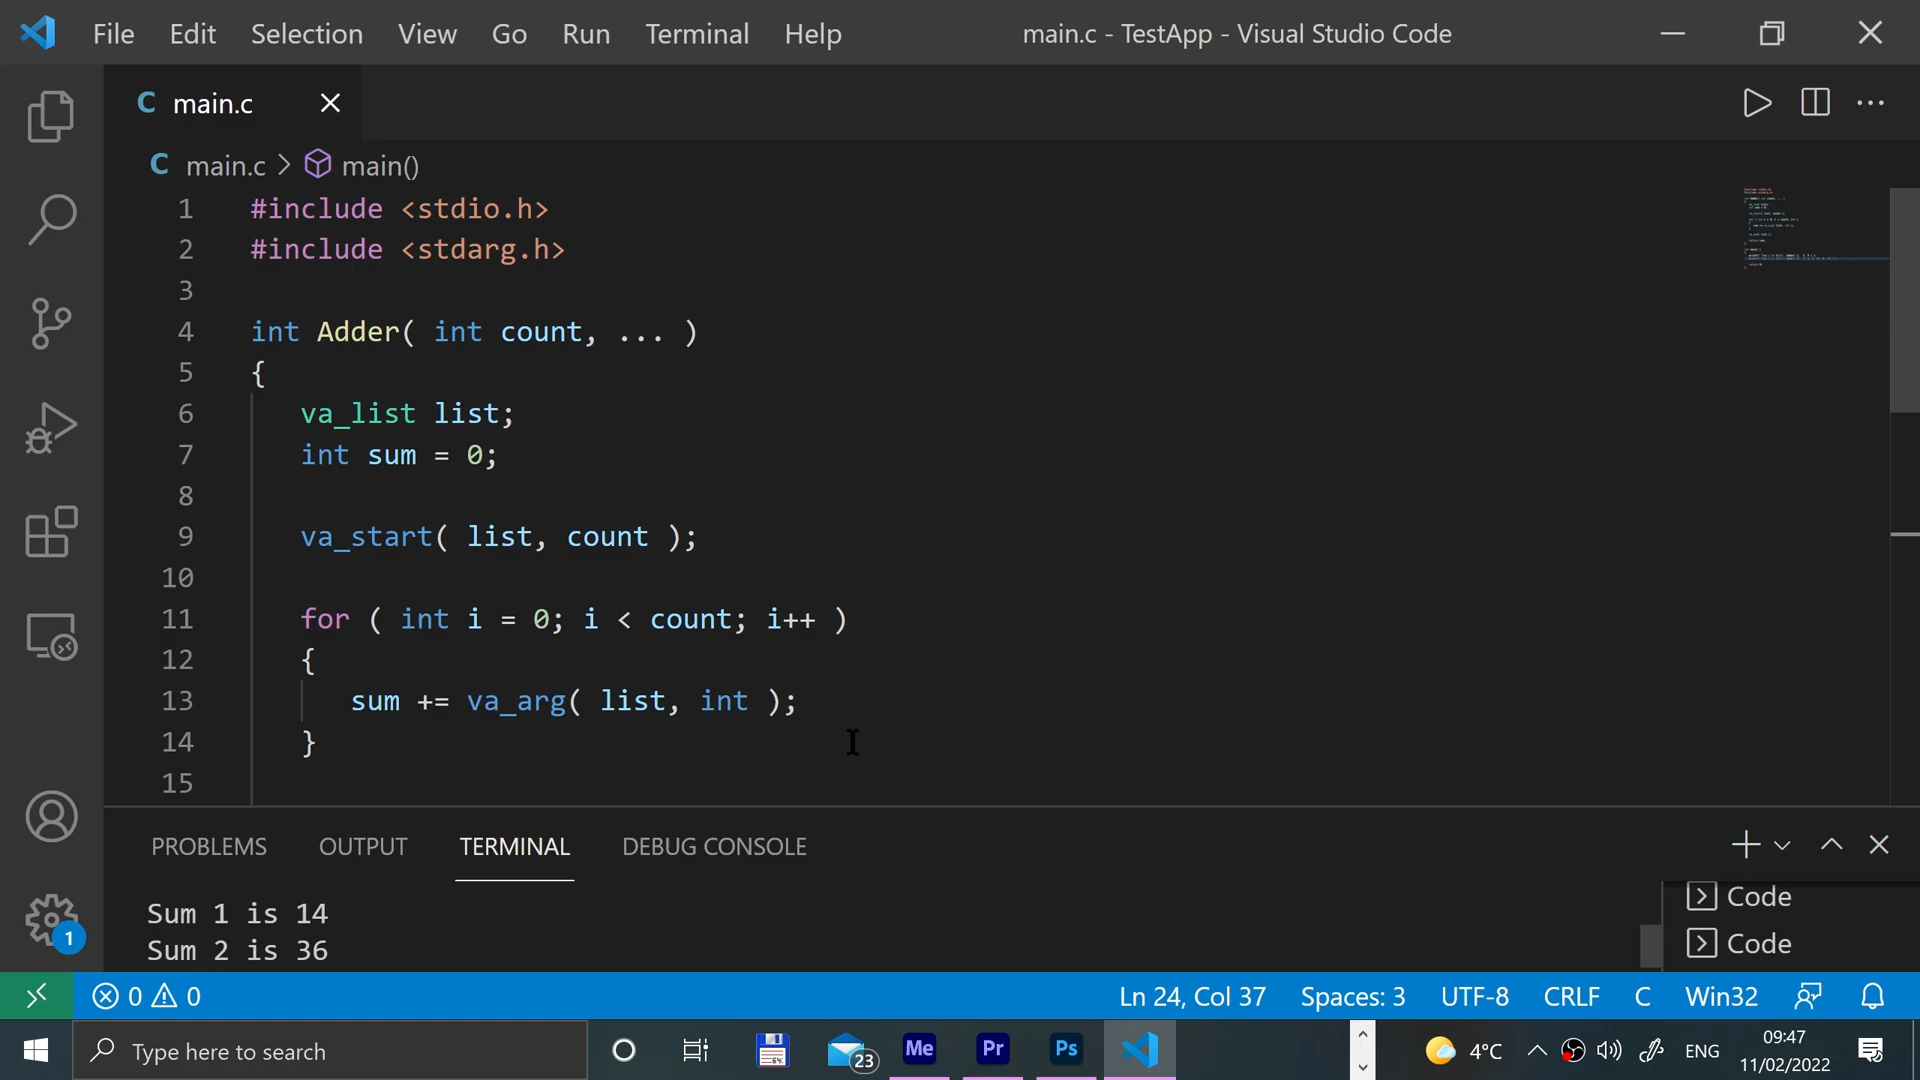 File Edit Selection View Go Run Terminal Help main.c - TestApp - Visual Studio Code
C main.c
C main.c > main()
1 #include <stdio.h>
2 #include <stdarg.h>
3
4 int Adder( int count, ... )
5 {
6 va_list list;
7 int sum = 0;
8
9 va_start( list, count );
10
11 for ( int i = 0; i < count; i++ )
12 {
13 sum += va_arg( list, int );
14 }
15
PROBLEMS OUTPUT TERMINAL DEBUG CONSOLE
Sum 1 is 14
Sum 2 is 36
Code
Code
1
0 0 Ln 24, Col 37 Spaces: 3 UTF-8 CRLF C Win32
Type here to search 64 23 Me Pr Ps 4°C ENG 09:47
11/02/2022